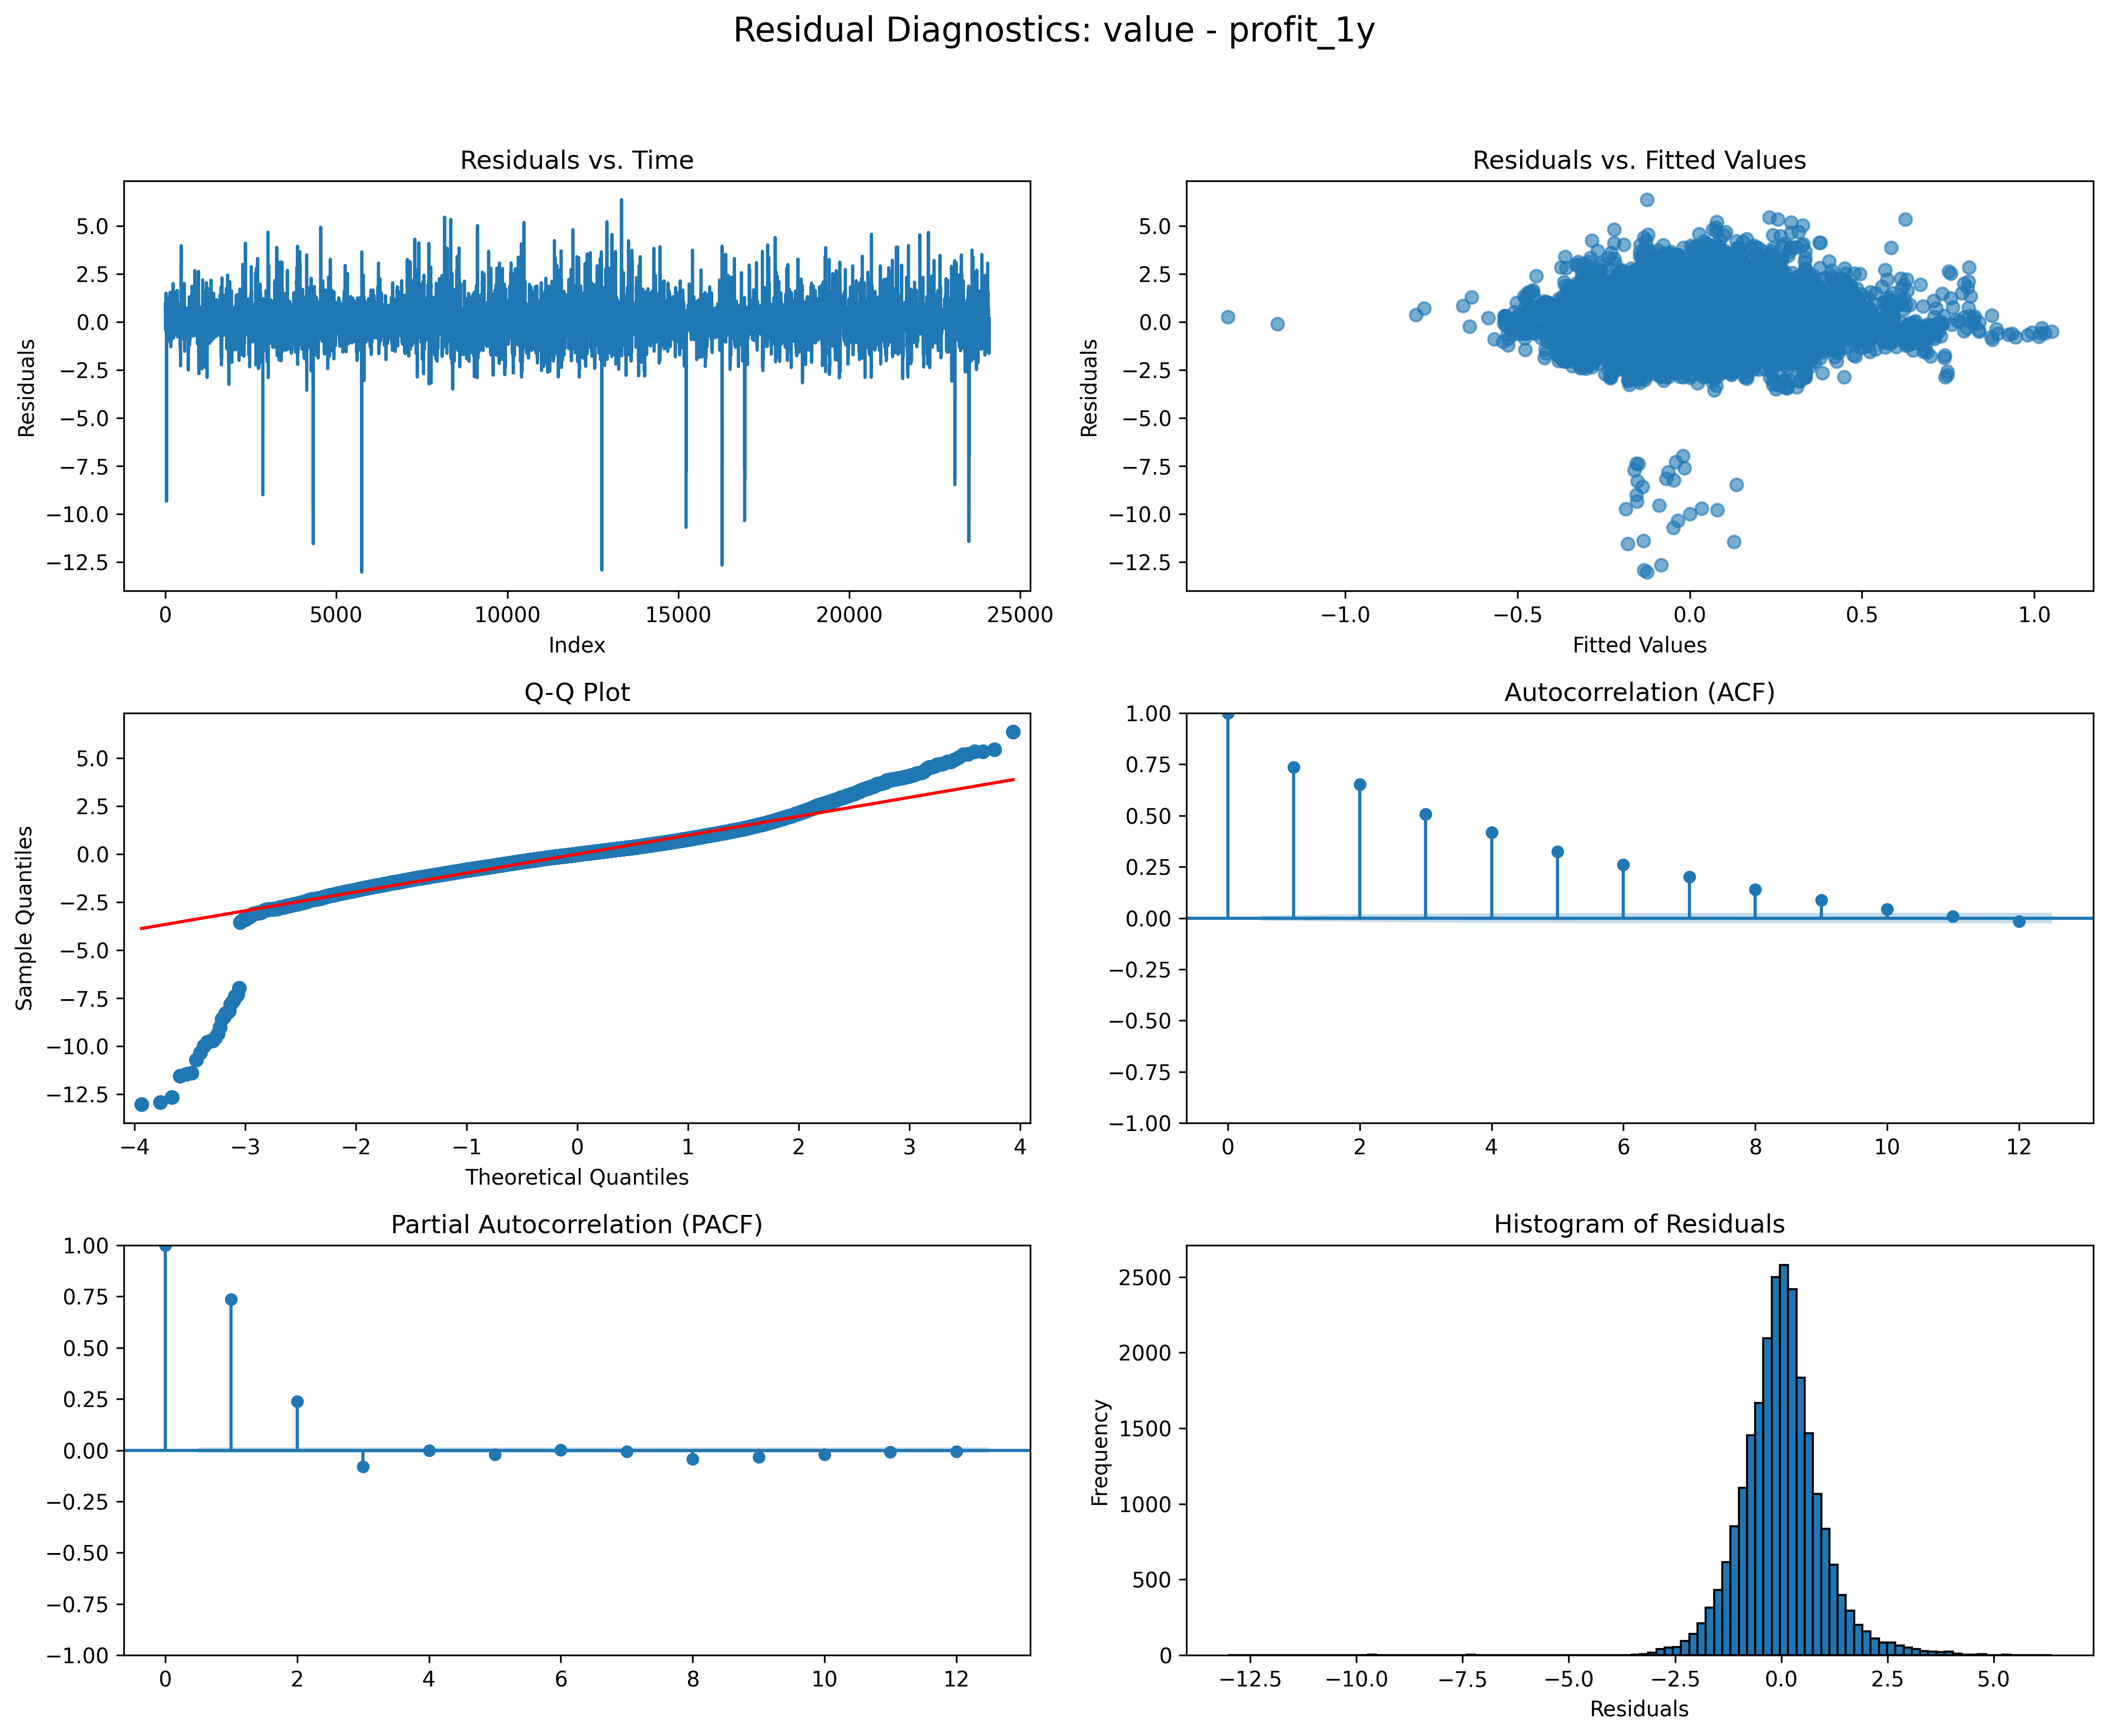 Residual Diagnostics: value - profit_1y
Residuals vs. Time
Residuals
5.0
2.5
0.0
−2.5
−5.0
−7.5
−10.0
−12.5
0 5000 10000 15000 20000 25000
Index
Residuals vs. Fitted Values
Residuals
5.0
2.5
0.0
−2.5
−5.0
−7.5
−10.0
−12.5
−1.0 −0.5 0.0 0.5 1.0
Fitted Values
Q-Q Plot
Sample Quantiles
5.0
2.5
0.0
−2.5
−5.0
−7.5
−10.0
−12.5
−4 −3 −2 −1 0 1 2 3 4
Theoretical Quantiles
Autocorrelation (ACF)
1.00
0.75
0.50
0.25
0.00
−0.25
−0.50
−0.75
−1.00
0 2 4 6 8 10 12
Partial Autocorrelation (PACF)
1.00
0.75
0.50
0.25
0.00
−0.25
−0.50
−0.75
−1.00
0 2 4 6 8 10 12
Histogram of Residuals
Frequency
2500
2000
1500
1000
500
0
−12.5 −10.0 −7.5 −5.0 −2.5 0.0 2.5 5.0
Residuals